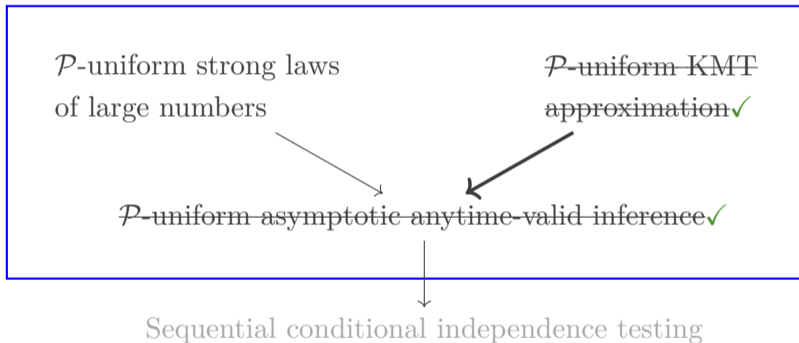 𝒫-uniform strong laws
of large numbers
𝒫-uniform KMT
approximation✓
𝒫-uniform asymptotic anytime-valid inference✓
Sequential conditional independence testing